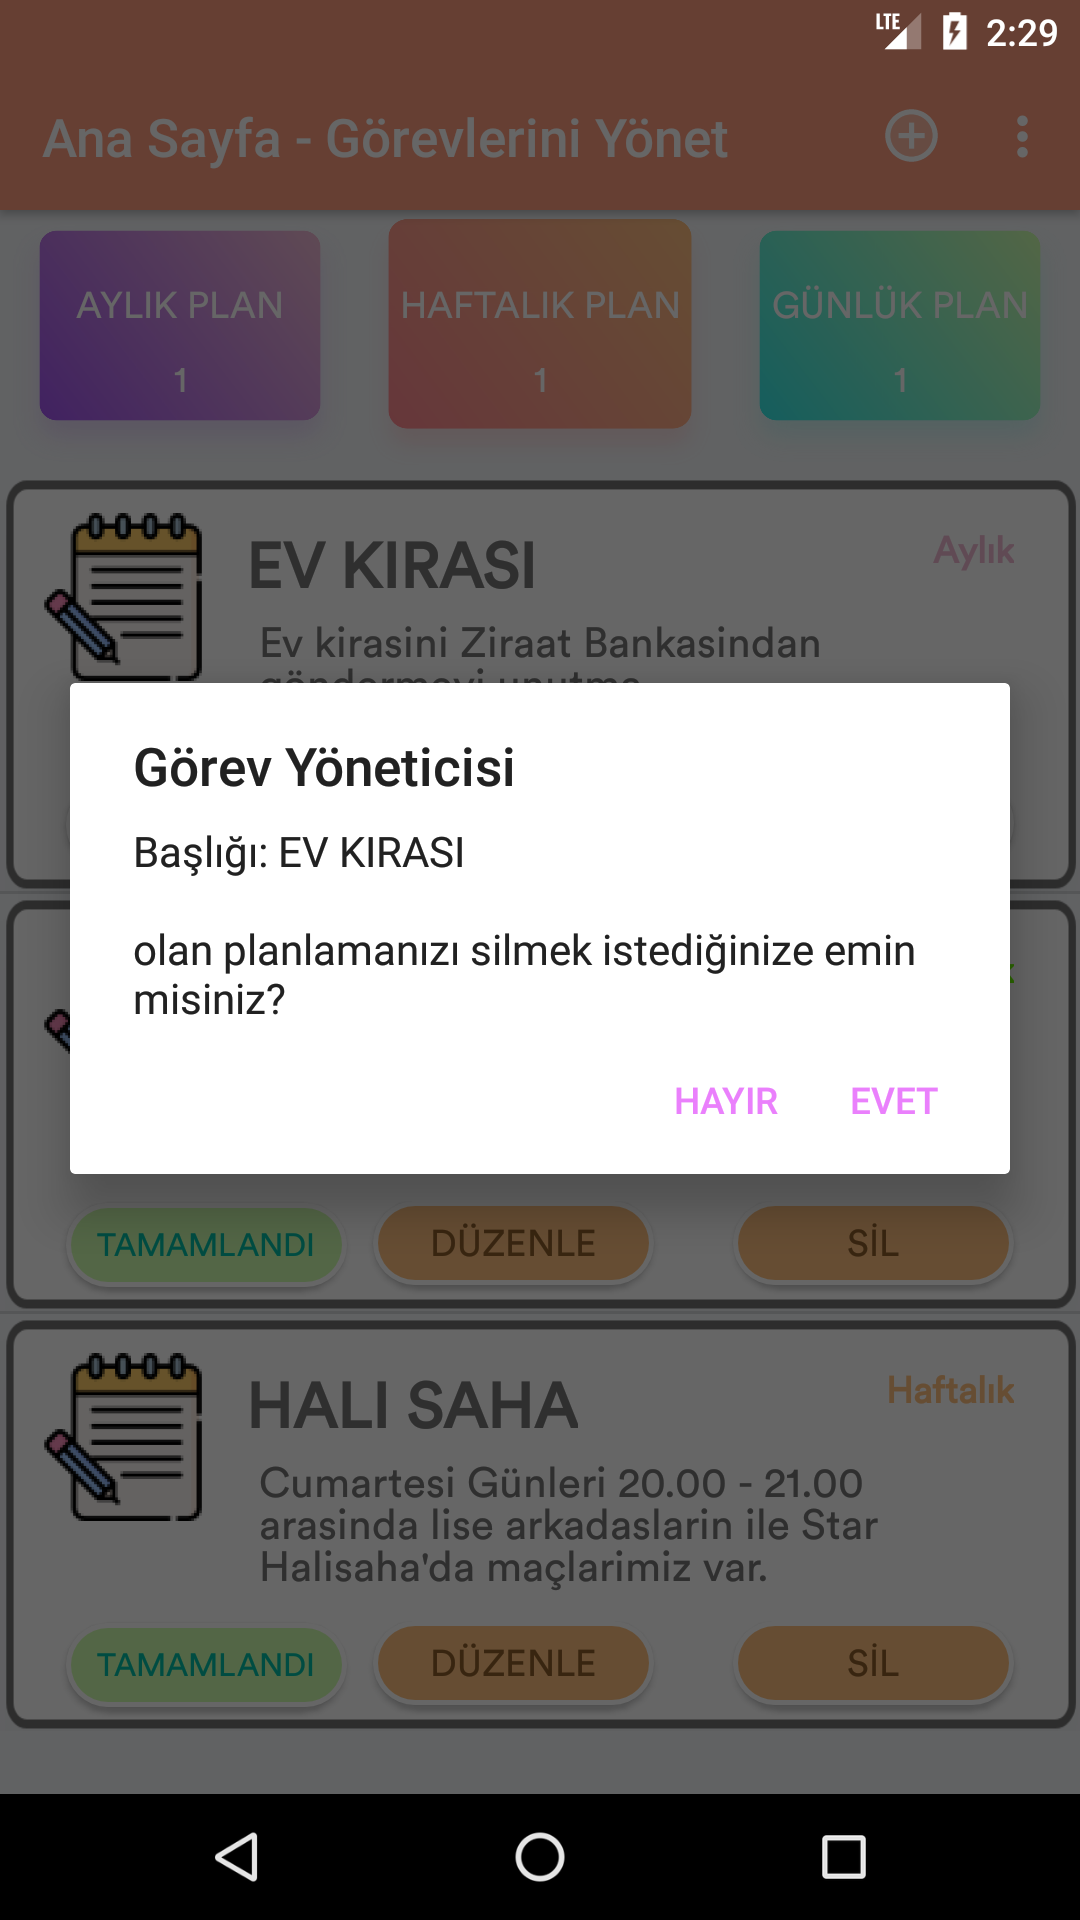 LTE 2:29
Ana Sayfa - Görevlerini Yönet
AYLIK PLAN
1
HAFTALIK PLAN
1
GÜNLÜK PLAN
1
EV KIRASI
Aylık
Ev kirasini Ziraat Bankasindan
göndermeyi unutma
Görev Yöneticisi
Başlığı: EV KIRASI
olan planlamanızı silmek istediğinize emin
misiniz?
HAYIR EVET
TAMAMLANDI DÜZENLE SİL
HALI SAHA
Haftalık
Cumartesi Günleri 20.00 - 21.00
arasinda lise arkadaslarin ile Star
Halisaha'da maçlarimiz var.
TAMAMLANDI DÜZENLE SİL